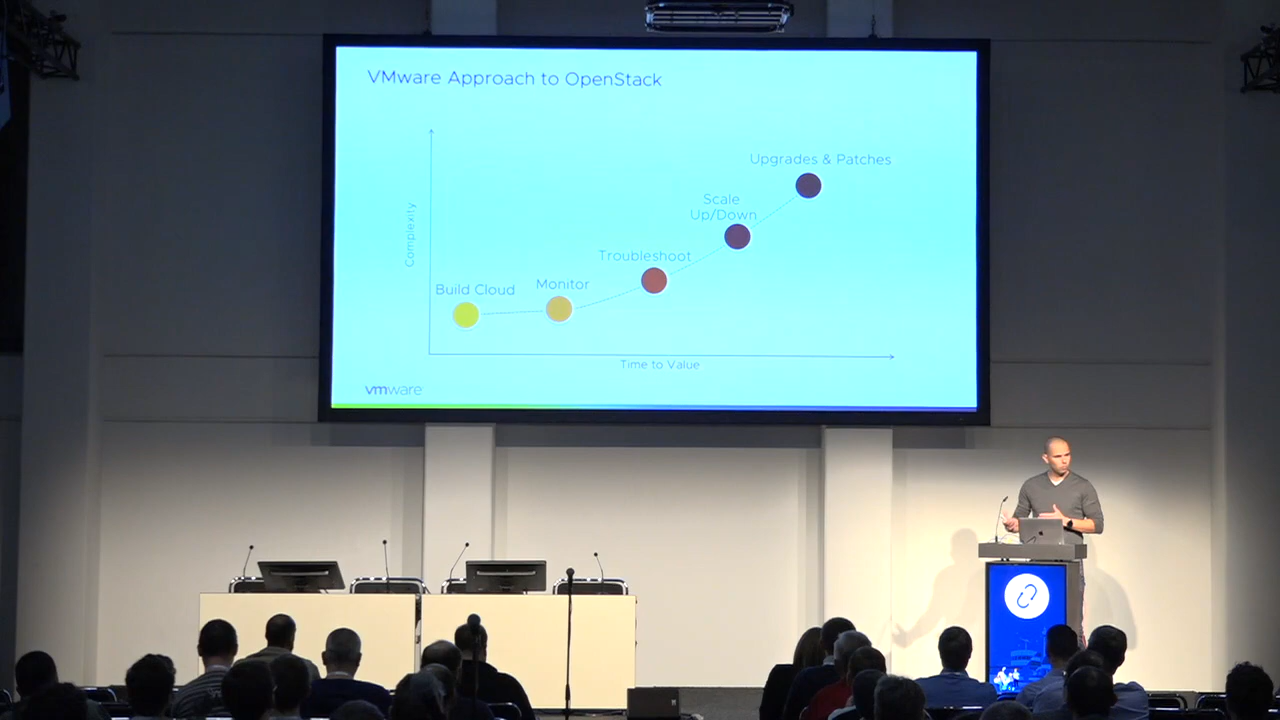 VMware Approach to OpenStack
Upgrades & Patches
Scale
Up/Down
Troubleshoot
Monitor
Build Cloud
Complexity
Time to Value
vmware